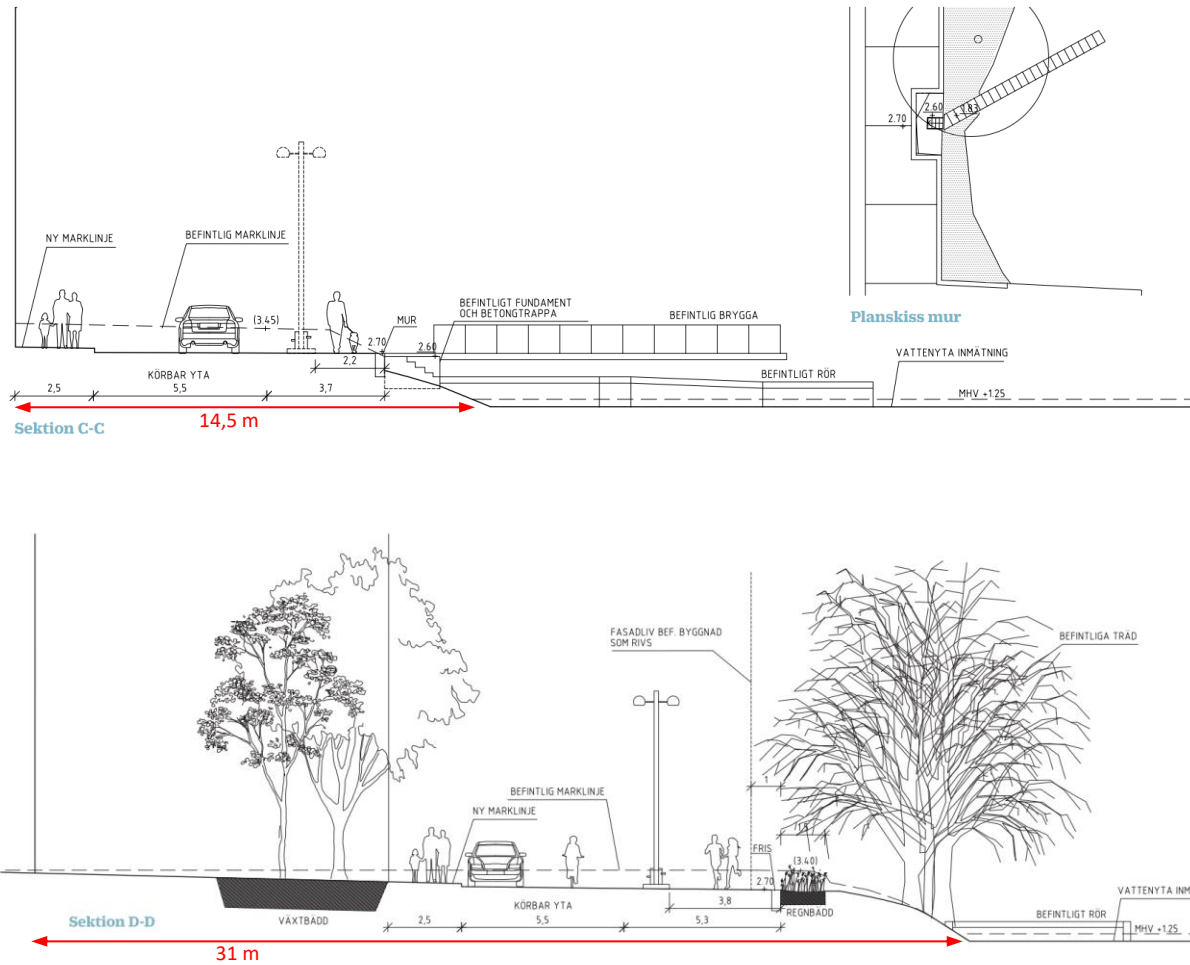 NY MARKLINJE
BEFINTLIG MARKLINJE
(3.45)
MUR
2.70
2.60
BEFINTLIGT FUNDAMENT
OCH BETONGTRAPPA
BEFINTLIG BRYGGA
BEFINTLIGT RÖR
VATTENYTA INMÄTNING
MHV +1.25
KÖRBAR YTA
2,2
2,5
5,5
3,7
14,5 m
Sektion C-C
2.60
2.70
Planskiss mur
FASADLIV BEF. BYGGNAD
SOM RIVS
BEFINTLIGA TRÄD
BEFINTLIG MARKLINJE
NY MARKLINJE
1
1,5
FRIS
(3.40)
2.70
VATTENYTA INM
BEFINTLIGT RÖR
MHV +1.25
REGNBÄDD
VÄXTBÄDD
KÖRBAR YTA
3,8
2,5
5,5
5,3
Sektion D-D
31 m